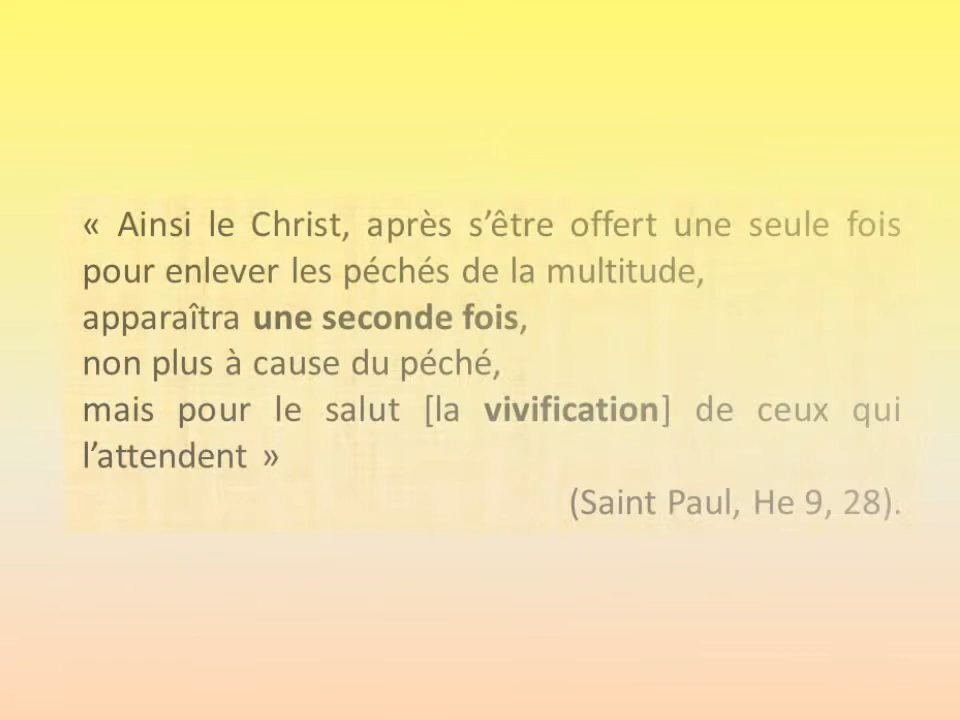 « Ainsi le Christ, après s’être offert une seule fois
pour enlever les péchés de la multitude,
apparaîtra une seconde fois,
non plus à cause du péché,
mais pour le salut [la vivification] de ceux qui
l’attendent »
(Saint Paul, He 9, 28).